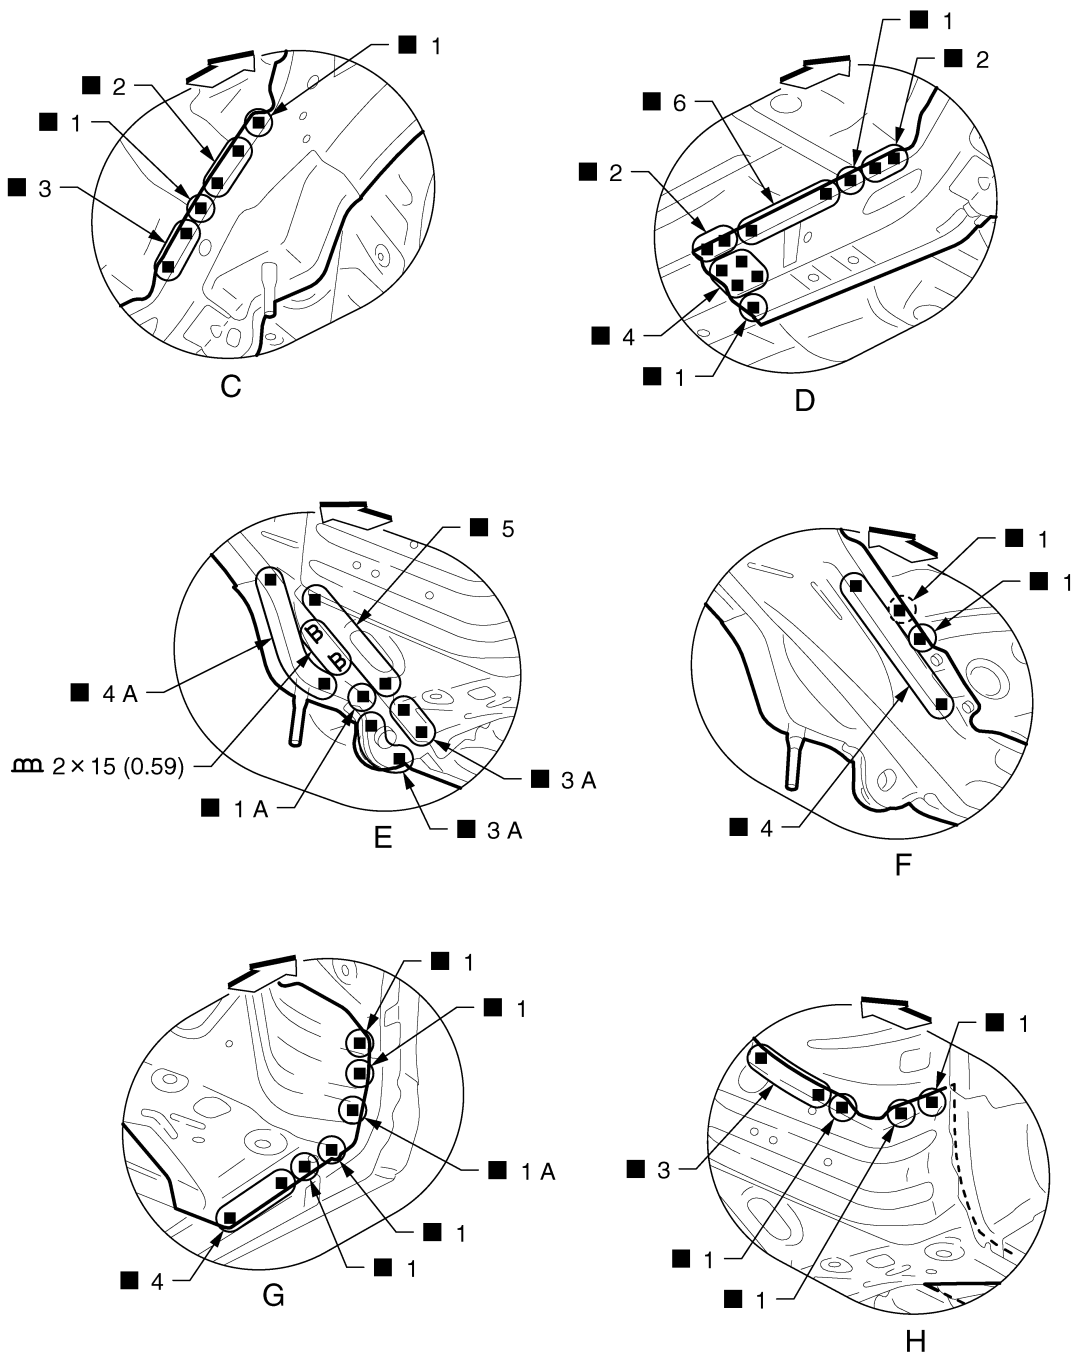 ■ 1
■ 2
■ 1
■ 3
C
■ 1
■ 2
■ 6
■ 2
■ 4
■ 1
D
■ 5
■ 4 A
2 × 15 (0.59)
■ 1 A
■ 3 A
■ 3 A
E
■ 1
■ 1
■ 4
F
■ 1
■ 1
■ 1 A
■ 1
■ 1
■ 4
G
■ 1
■ 3
■ 1
■ 1
H